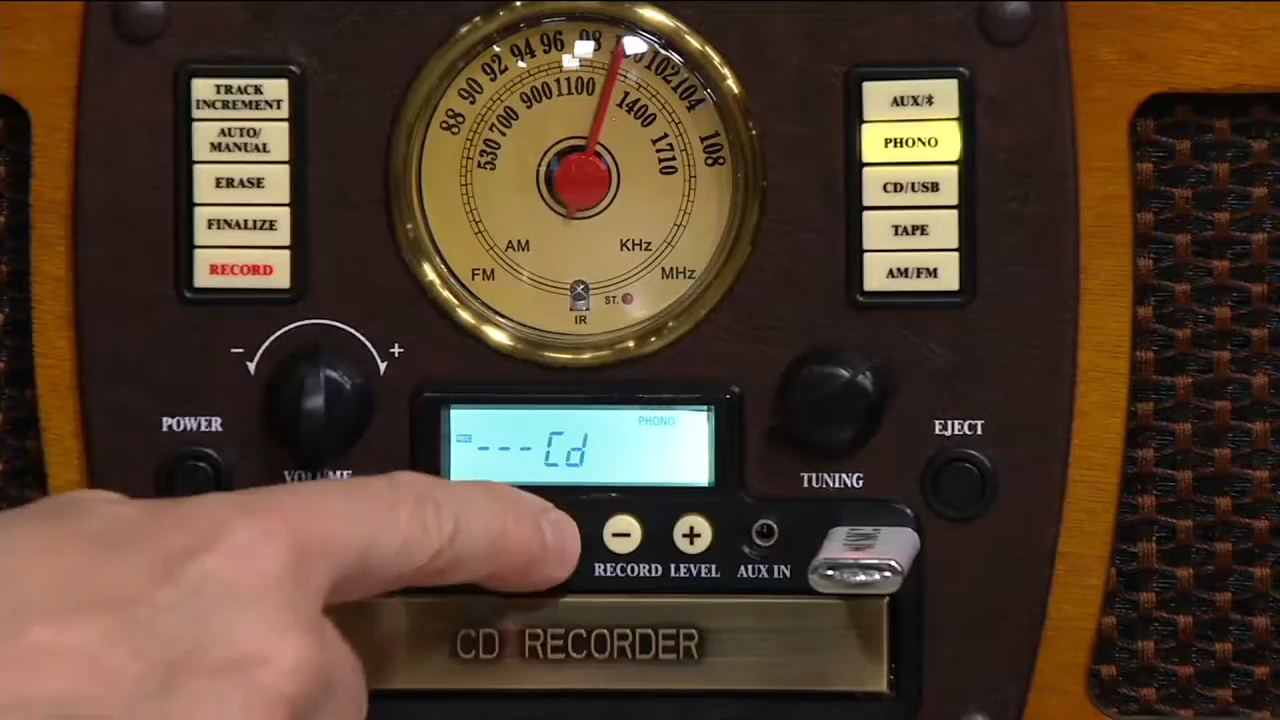 TRACK
INCREMENT
AUTO/
MANUAL
ERASE
FINALIZE
RECORD
88 90 92 94 96 98 102 104 108
530 700 900 1100 1400 1710
AM KHz
FM MHz
ST.
IR
AUX/
PHONO
CD/USB
TAPE
AM/FM
− +
POWER
VOLUME
PHONO
REC
---Cd
TUNING
EJECT
− +
RECORD LEVEL AUX IN
CD RECORDER